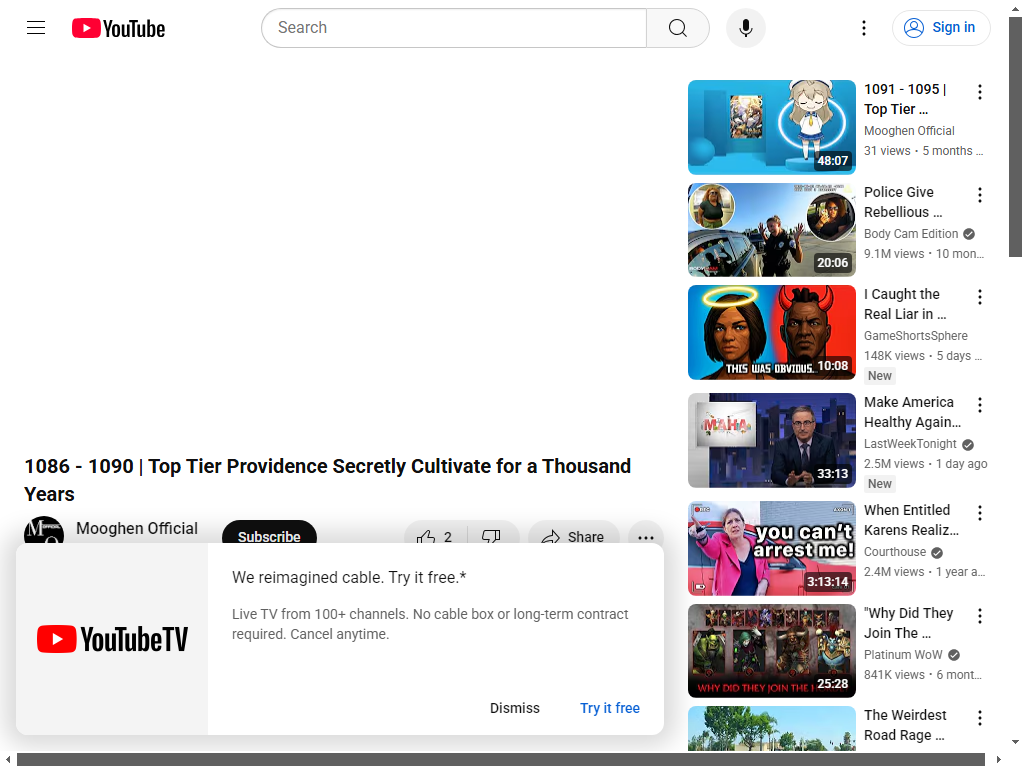 YouTube
Search
Sign in
1091 - 1095 |
Top Tier …
Mooghen Official
31 views • 5 months …
48:07
Police Give
Rebellious …
Body Cam Edition
9.1M views • 10 mon…
20:06
I Caught the
Real Liar in …
GameShortsSphere
148K views • 5 days …
New
THIS WAS OBVIOUS...
10:08
Make America
Healthy Again…
LastWeekTonight
2.5M views • 1 day ago
New
MAHA
33:13
When Entitled
Karens Realiz…
Courthouse
2.4M views • 1 year a…
you can't
arrest me!
3:13:14
"Why Did They
Join The …
Platinum WoW
841K views • 6 mont…
WHY DID THEY JOIN THE
25:28
The Weirdest
Road Rage …
1086 - 1090 | Top Tier Providence Secretly Cultivate for a Thousand
Years
Mooghen Official
Subscribe
2
Share
YouTubeTV
We reimagined cable. Try it free.*
Live TV from 100+ channels. No cable box or long-term contract
required. Cancel anytime.
Dismiss
Try it free